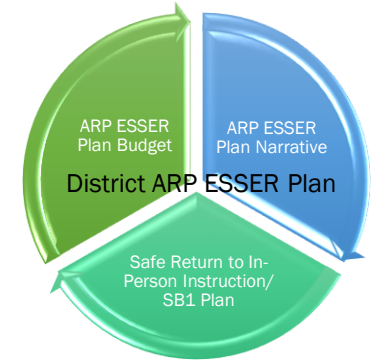 ARP ESSER
Plan Budget
ARP ESSER
Plan Narrative
District ARP ESSER Plan
Safe Return to In-
Person Instruction/
SB1 Plan